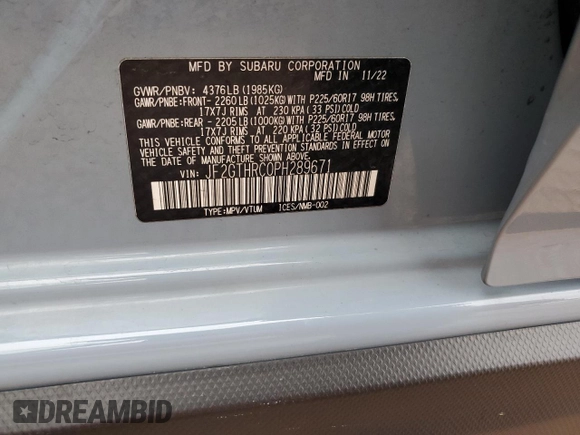 MFD BY SUBARU CORPORATION
MFD IN 11/22
GVWR/PNBV: 4376LB (1985KG)
GAWR/PNBE:FRONT- 2260LB(1025KG)WITH P225/60R17 98H TIRES,
17X7J RIMS AT 230 KPA (33 PSI)COLD
GAWR/PNBE:REAR - 2205 LB(1000KG)WITH P225/60R17 98H TIRES,
17X7J RIMS AT 220 KPA (32 PSI)COLD
THIS VEHICLE CONFORMS TO ALL APPLICABLE FEDERAL MOTOR
VEHICLE SAFETY AND BUMPER STANDARDS IN EFFECT ON THE
DATE OF MANUFACTURE SHOWN ABOVE.
VIN: JF2GTHRC0PH289671
TYPE:MPV/VTUM ICES/NMB-002
DREAMBID